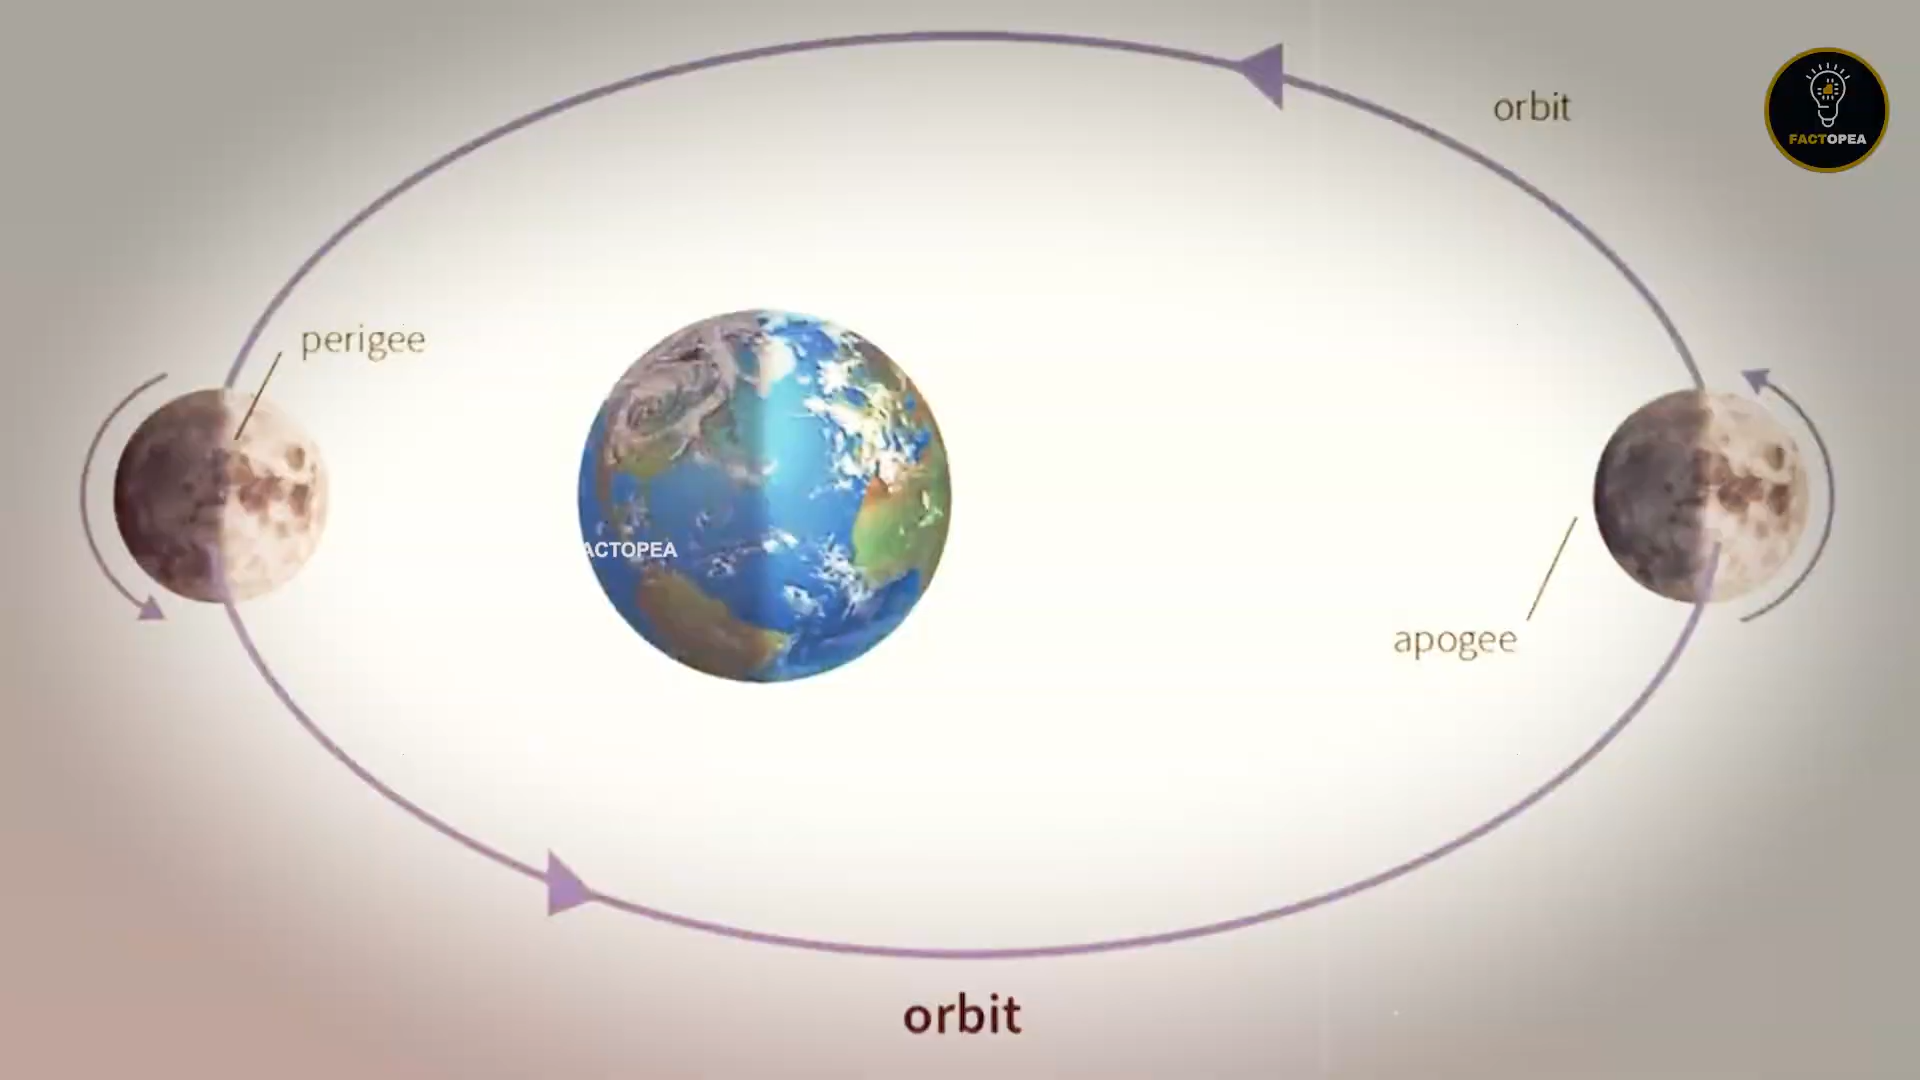 orbit
FACTOPEA
perigee
ACTOPEA
apogee
orbit